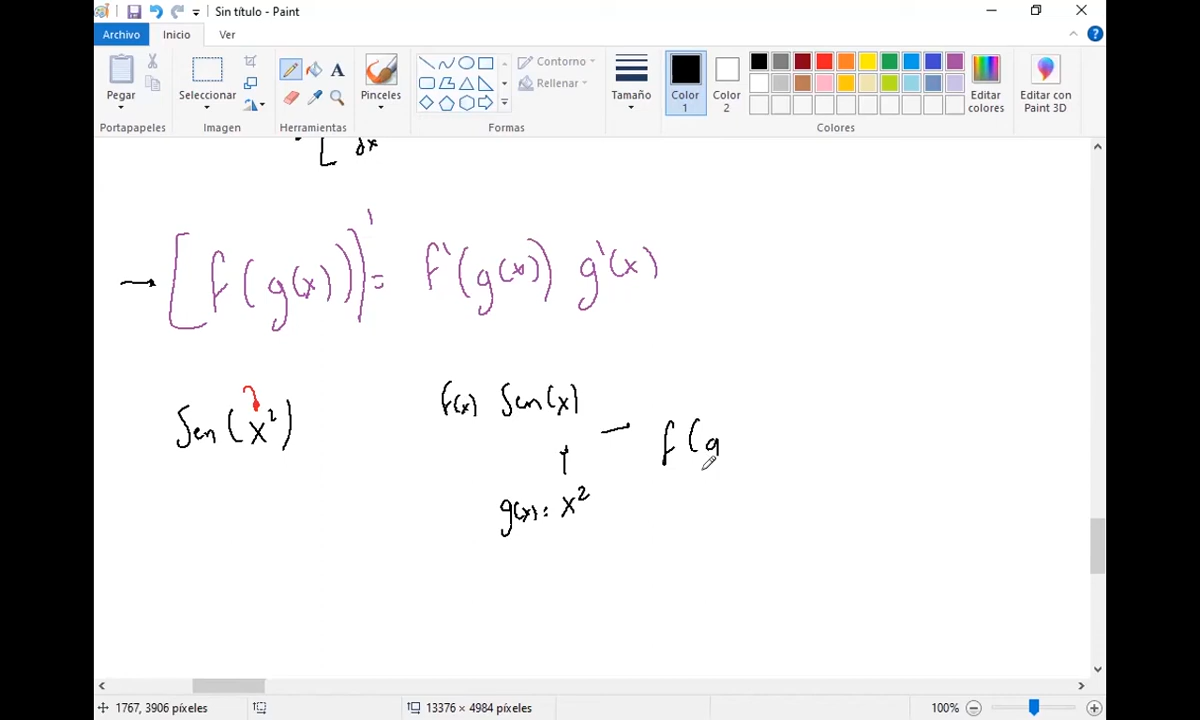 Sin título - Paint
Archivo Inicio Ver
Pegar
Seleccionar
Pinceles
Contorno
Rellenar
Tamaño
Color 1
Color 2
Editar colores
Editar con Paint 3D
Portapapeles Imagen Herramientas Formas Colores
dx
→ [f(g(x))]' = f'(g(x)) g'(x)
Sen(x²)
f(x) Sen(x)
↑
g(x) = x²
— f(g
1767, 3906 píxeles
13376 × 4984 píxeles
100%